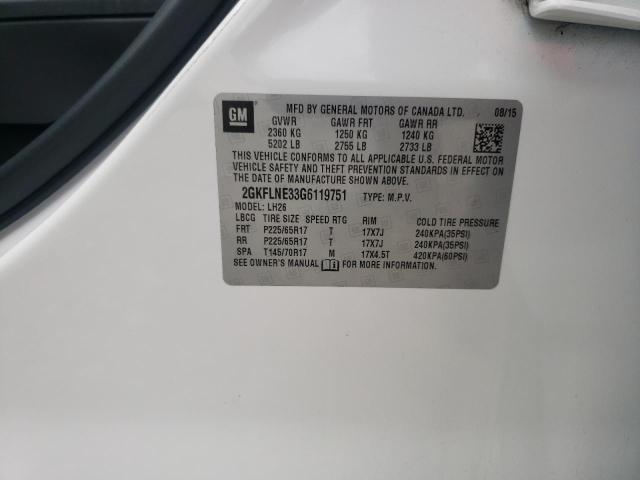 GM
MFD BY GENERAL MOTORS OF CANADA LTD. 08/15
GVWR GAWR FRT GAWR RR
2360 KG 1250 KG 1240 KG
5202 LB 2755 LB 2733 LB
THIS VEHICLE CONFORMS TO ALL APPLICABLE U.S. FEDERAL MOTOR
VEHICLE SAFETY AND THEFT PREVENTION STANDARDS IN EFFECT ON
THE DATE OF MANUFACTURE SHOWN ABOVE.
2GKFLNE33G6119751 TYPE: M.P.V.
MODEL: LH26
LBCG TIRE SIZE SPEED RTG RIM COLD TIRE PRESSURE
FRT P225/65R17 T 17X7J 240KPA(35PSI)
RR P225/65R17 T 17X7J 240KPA(35PSI)
SPA T145/70R17 M 17X4.5T 420KPA(60PSI)
SEE OWNER'S MANUAL FOR MORE INFORMATION.